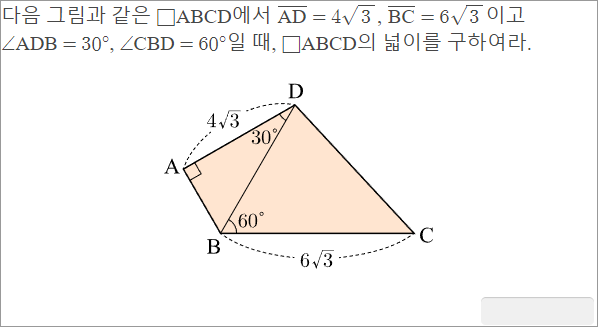 다음 그림과 같은 □ABCD에서 A̅D̅ = 4√3 , B̅C̅ = 6√3 이고
∠ADB = 30°, ∠CBD = 60°일 때, □ABCD의 넓이를 구하여라.
D
4√3
30°
A
60°
B
C
6√3